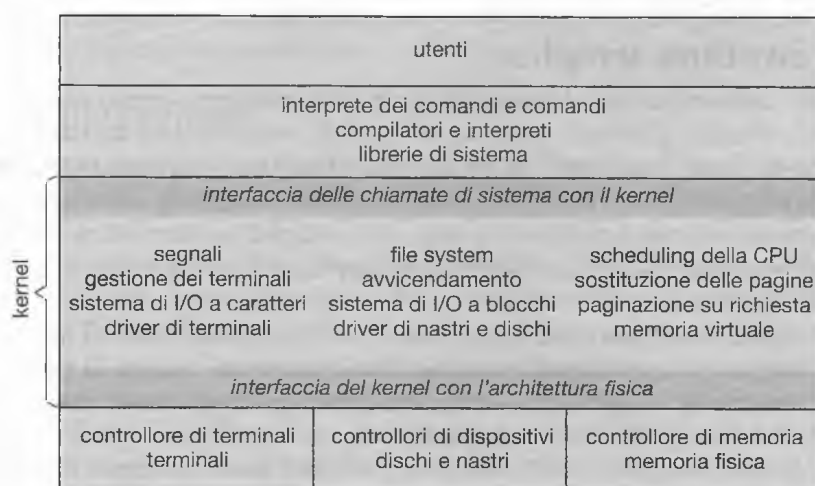 utenti
interprete dei comandi e comandi
compilatori e interpreti
librerie di sistema
kernel
interfaccia delle chiamate di sistema con il kernel
segnali
gestione dei terminali
sistema di I/O a caratteri
driver di terminali
file system
avvicendamento
sistema di I/O a blocchi
driver di nastri e dischi
scheduling della CPU
sostituzione delle pagine
paginazione su richiesta
memoria virtuale
interfaccia del kernel con l'architettura fisica
controllore di terminali
terminali
controllori di dispositivi
dischi e nastri
controllore di memoria
memoria fisica